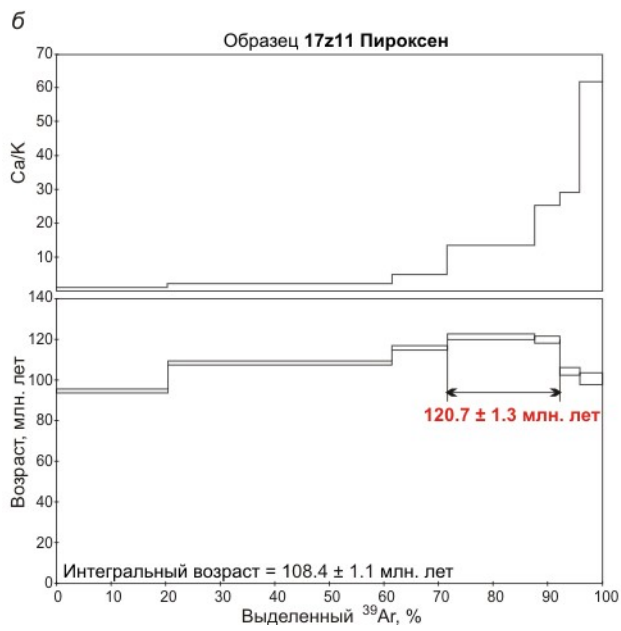 б
Образец 17z11 Пироксен
70
60
50
40
30
20
10
Ca/K
140
120
100
80
60
40
20
0
Возраст, млн. лет
120.7 ± 1.3 млн. лет
Интегральный возраст = 108.4 ± 1.1 млн. лет
0 10 20 30 40 50 60 70 80 90 100
Выделенный ³⁹Ar, %